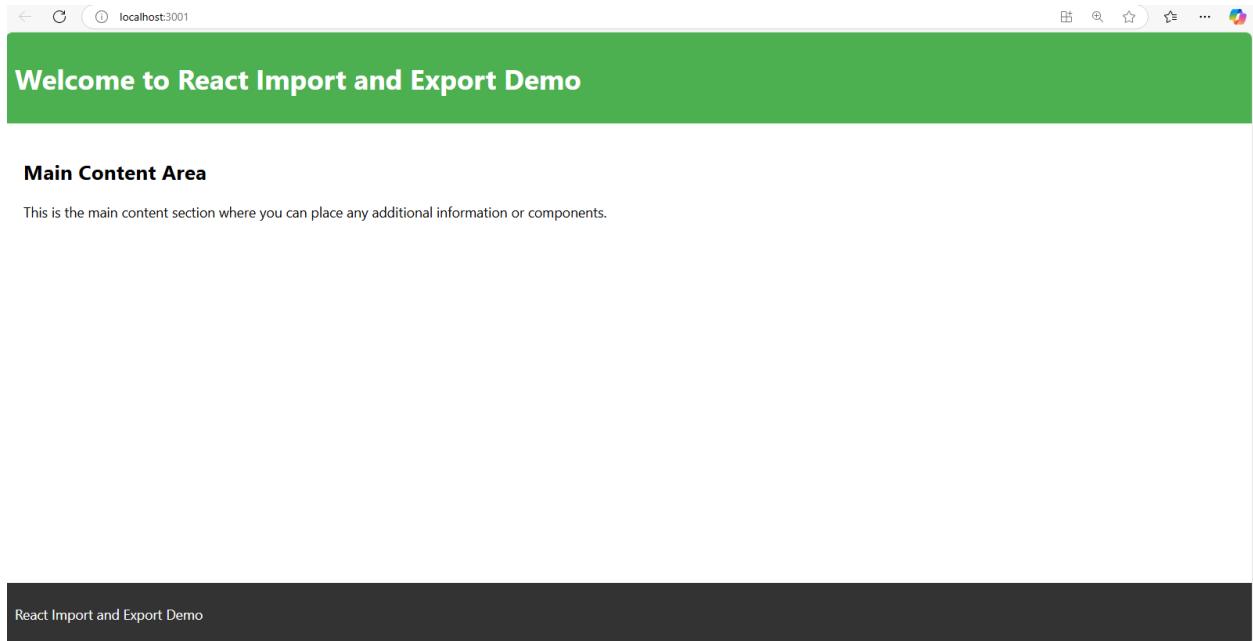 localhost:3001
Welcome to React Import and Export Demo
Main Content Area
This is the main content section where you can place any additional information or components.
React Import and Export Demo